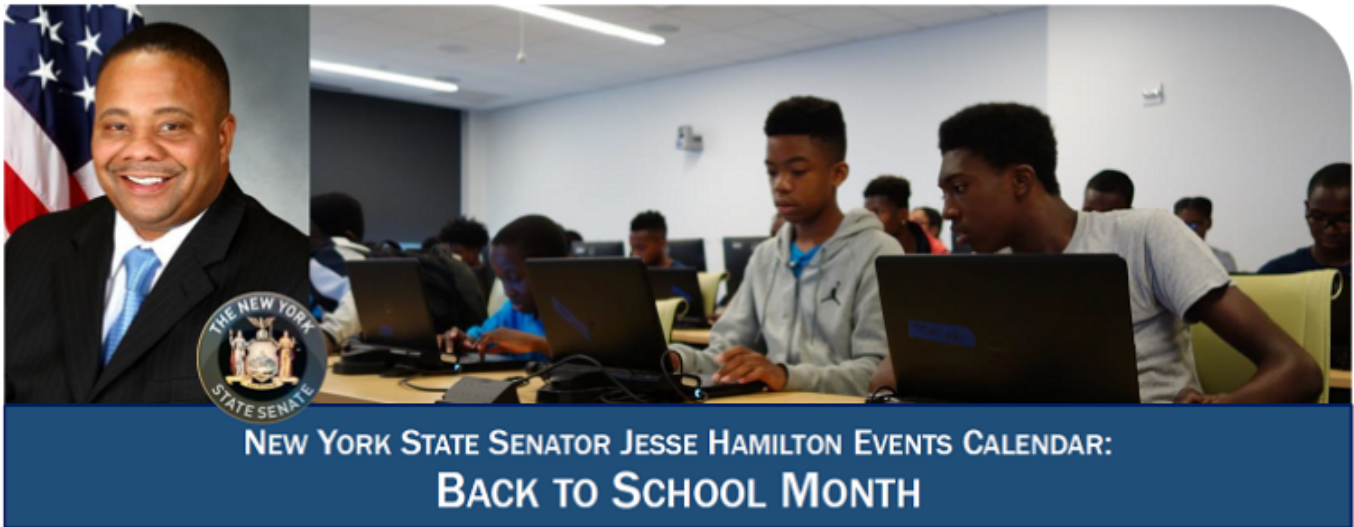 THE NEW YORK
STATE SENATE
NEW YORK STATE SENATOR JESSE HAMILTON EVENTS CALENDAR:
BACK TO SCHOOL MONTH